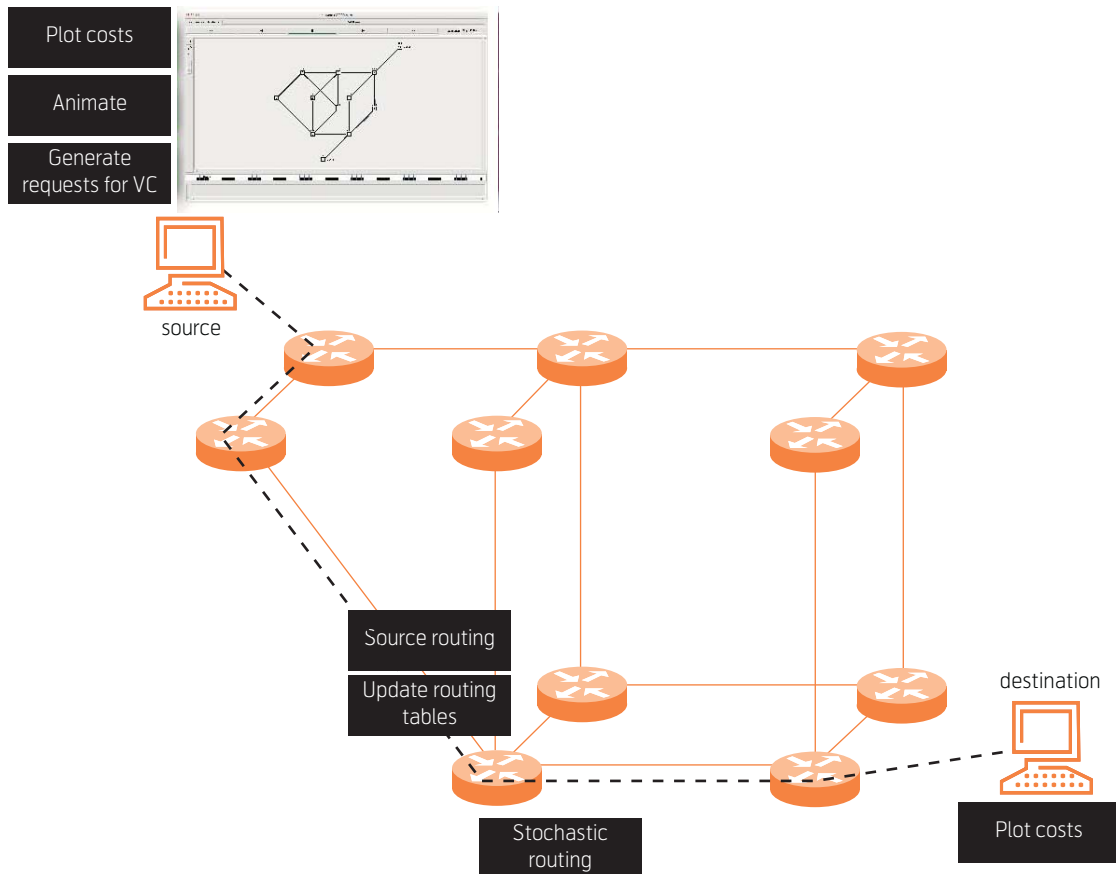 Plot costs
Animate
Generate
requests for VC
source
Source routing
Update routing
tables
destination
Stochastic
routing
Plot costs